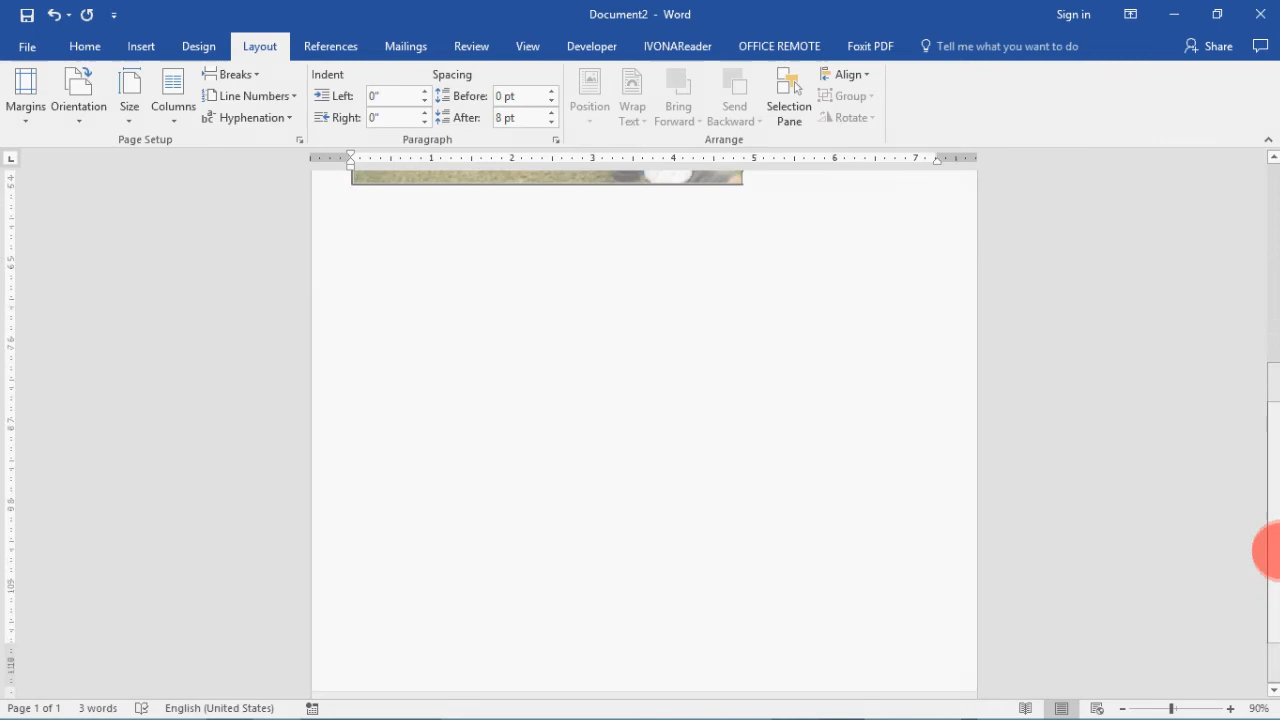 Document2 - Word
Sign in
File Home Insert Design Layout References Mailings Review View Developer IVONAReader OFFICE REMOTE Foxit PDF Tell me what you want to do Share
Breaks Indent Spacing Align
Margins Orientation Size Columns Line Numbers Left: 0" Before: 0 pt Position Wrap Text Bring Forward Send Backward Selection Pane Group
Hyphenation Right: 0" After: 8 pt Rotate
Page Setup Paragraph Arrange
1 2 3 4 5 6 7
Page 1 of 1 3 words English (United States) 90%